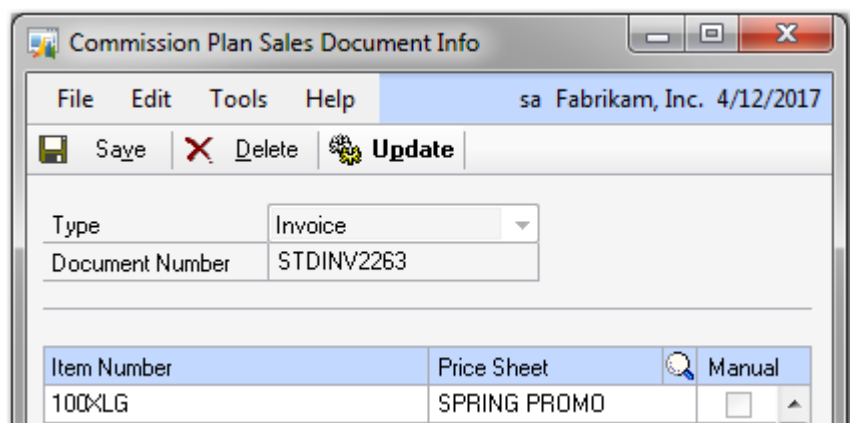 Commission Plan Sales Document Info
File Edit Tools Help sa Fabrikam, Inc. 4/12/2017
Save Delete Update
Type Invoice
Document Number STDINV2263
Item Number Price Sheet Manual
100XLG SPRING PROMO